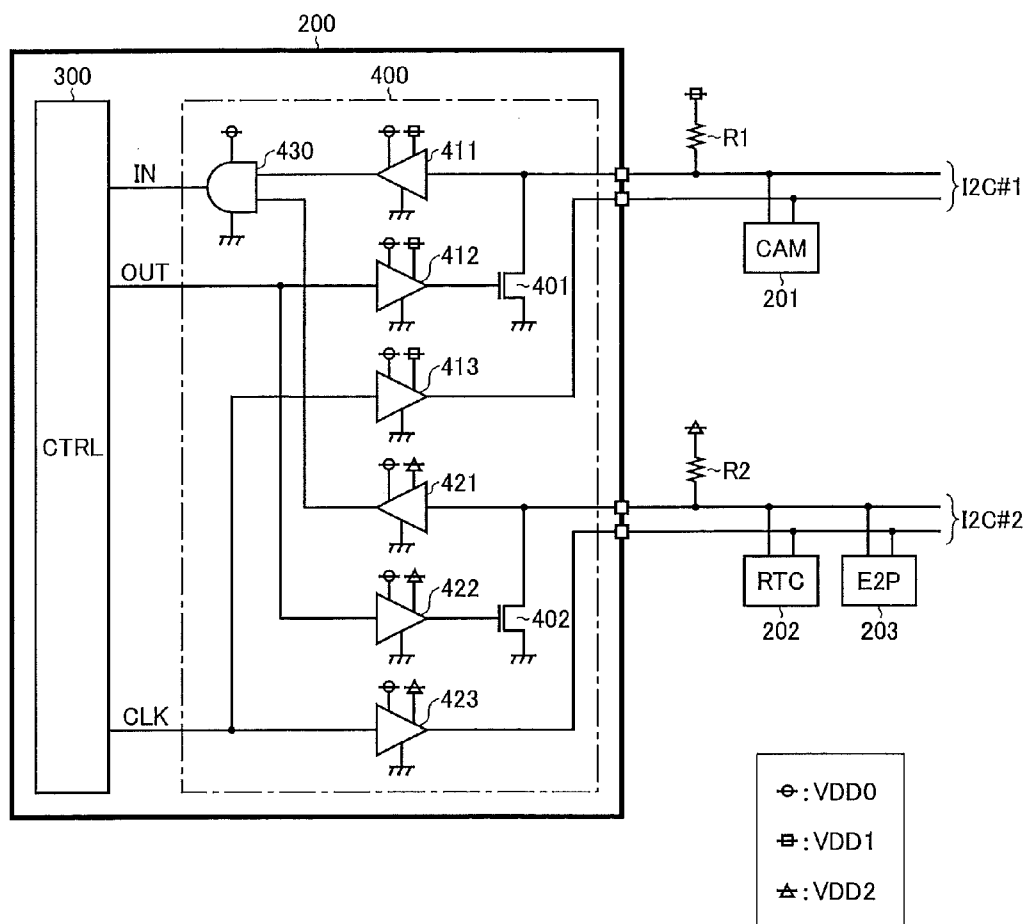 200
300
400
IN
430
411
R1
I2C#1
CAM
201
OUT
412
401
413
CTRL
421
R2
I2C#2
RTC
202
E2P
203
422
402
CLK
423
: VDD0
: VDD1
: VDD2